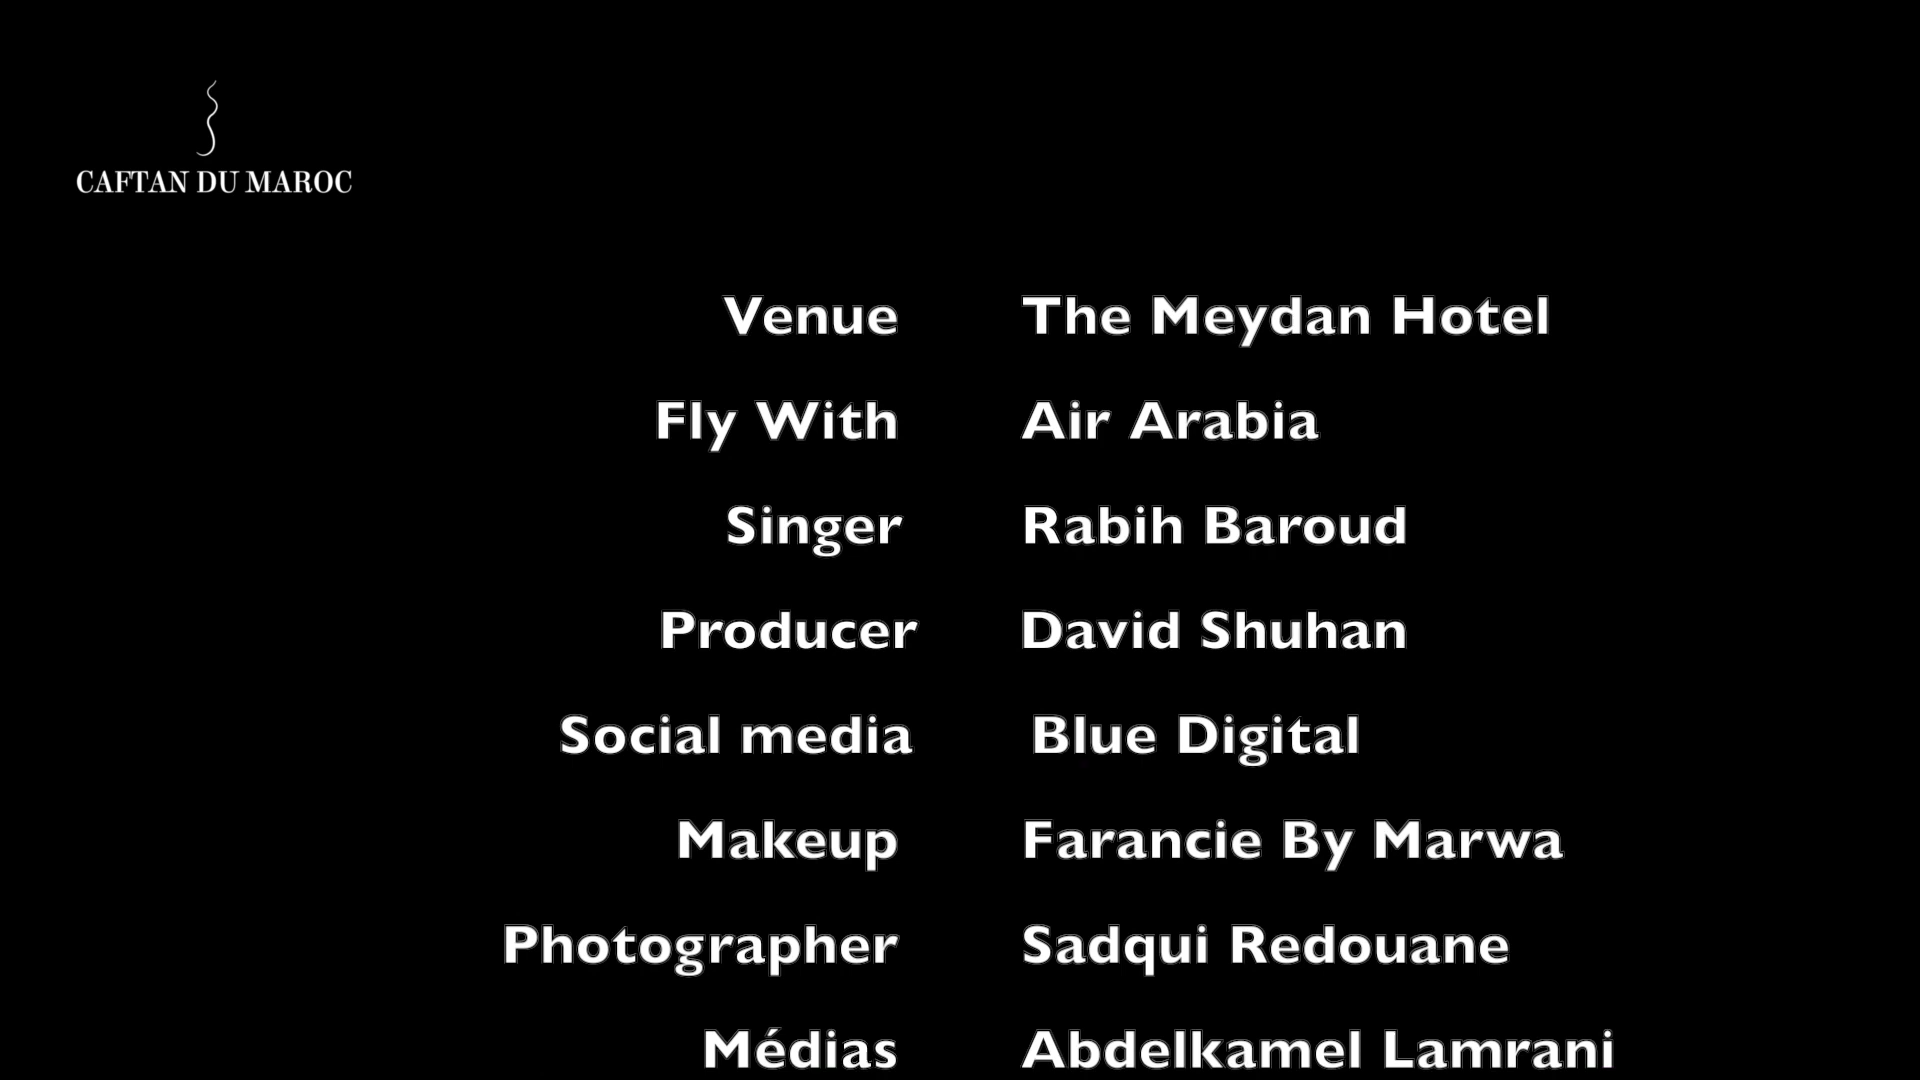 CAFTAN DU MAROC
Venue The Meydan Hotel
Fly With Air Arabia
Singer Rabih Baroud
Producer David Shuhan
Social media Blue Digital
Makeup Farancie By Marwa
Photographer Sadqui Redouane
Médias Abdelkamel Lamrani